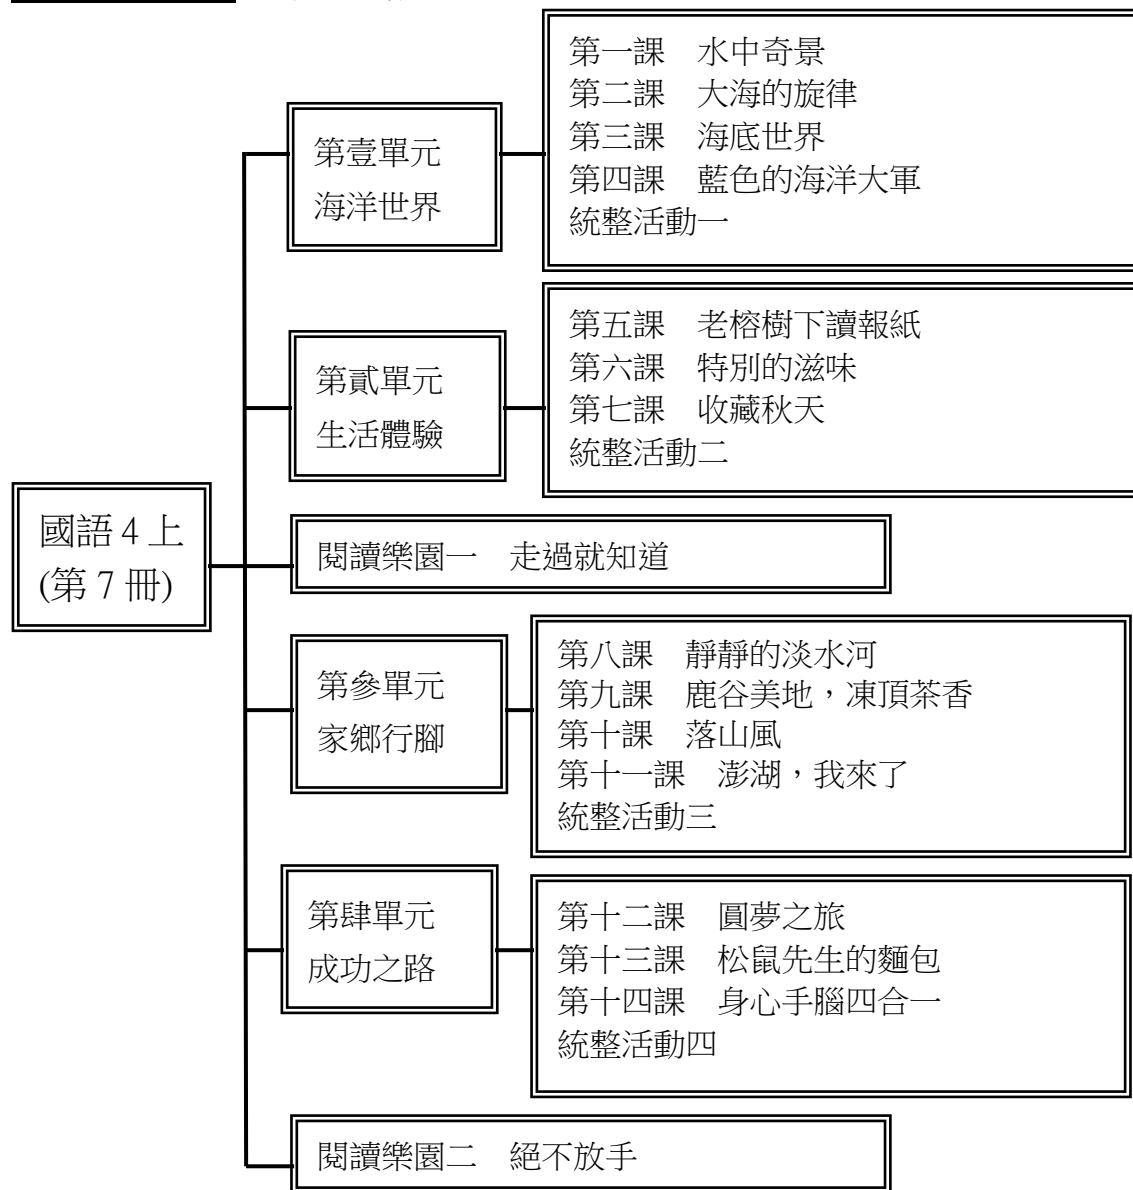 國語 4 上
(第 7 冊)
第壹單元
海洋世界
第一課　水中奇景
第二課　大海的旋律
第三課　海底世界
第四課　藍色的海洋大軍
統整活動一
第貳單元
生活體驗
第五課　老榕樹下讀報紙
第六課　特別的滋味
第七課　收藏秋天
統整活動二
閱讀樂園一　走過就知道
第參單元
家鄉行腳
第八課　靜靜的淡水河
第九課　鹿谷美地，凍頂茶香
第十課　落山風
第十一課　澎湖，我來了
統整活動三
第肆單元
成功之路
第十二課　圓夢之旅
第十三課　松鼠先生的麵包
第十四課　身心手腦四合一
統整活動四
閱讀樂園二　絕不放手